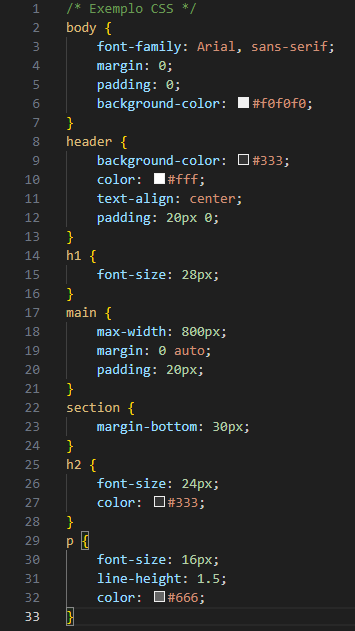 1 /* Exemplo CSS */
2 body {
3     font-family: Arial, sans-serif;
4     margin: 0;
5     padding: 0;
6     background-color: #f0f0f0;
7 }
8 header {
9     background-color: #333;
10     color: #fff;
11     text-align: center;
12     padding: 20px 0;
13 }
14 h1 {
15     font-size: 28px;
16 }
17 main {
18     max-width: 800px;
19     margin: 0 auto;
20     padding: 20px;
21 }
22 section {
23     margin-bottom: 30px;
24 }
25 h2 {
26     font-size: 24px;
27     color: #333;
28 }
29 p {
30     font-size: 16px;
31     line-height: 1.5;
32     color: #666;
33 }